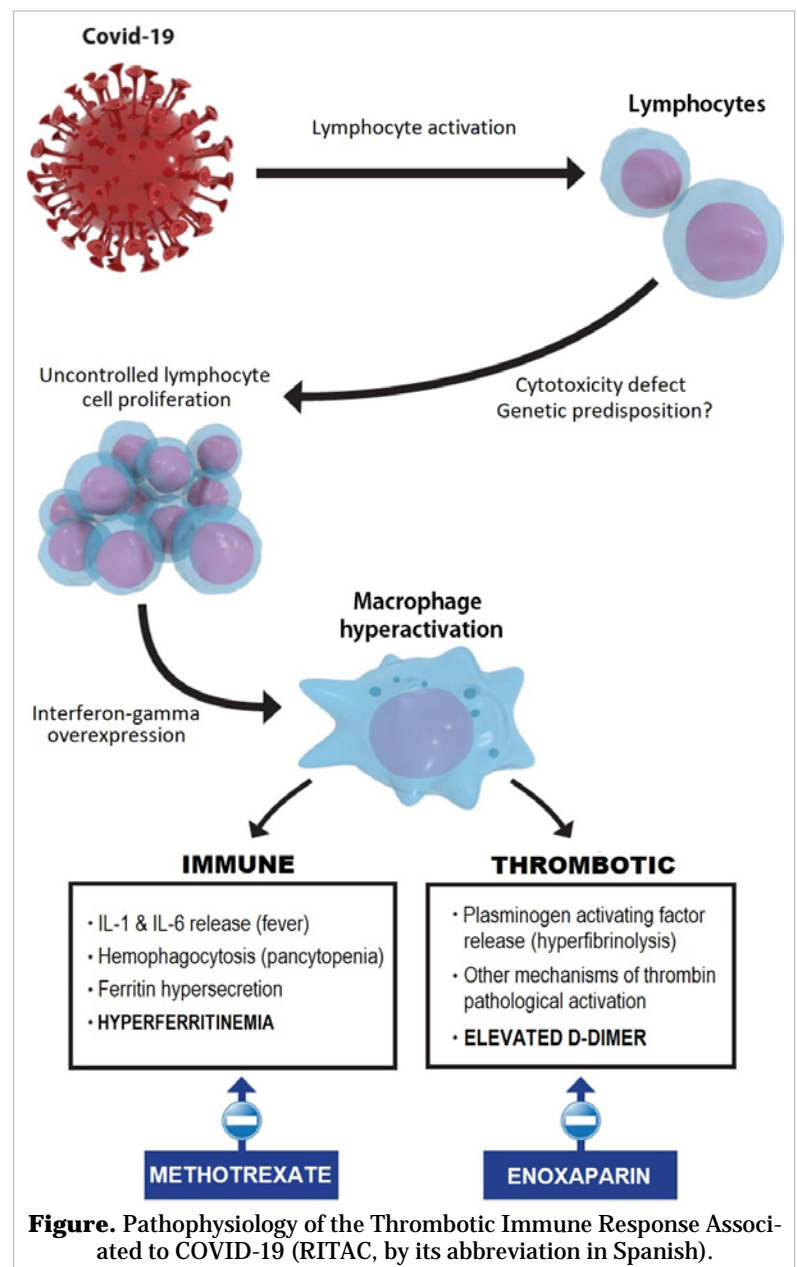 Covid-19
Lymphocyte activation
Lymphocytes
Uncontrolled lymphocyte
cell proliferation
Cytotoxicity defect
Genetic predisposition?
Macrophage
hyperactivation
Interferon-gamma
overexpression
IMMUNE
• IL-1 & IL-6 release (fever)
• Hemophagocytosis (pancytopenia)
• Ferritin hypersecretion
• HYPERFERRITINEMIA
THROMBOTIC
• Plasminogen activating factor
release (hyperfibrinolysis)
• Other mechanisms of thrombin
pathological activation
• ELEVATED D-DIMER
METHOTREXATE
ENOXAPARIN
Figure. Pathophysiology of the Thrombotic Immune Response Associ-
ated to COVID-19 (RITAC, by its abbreviation in Spanish).